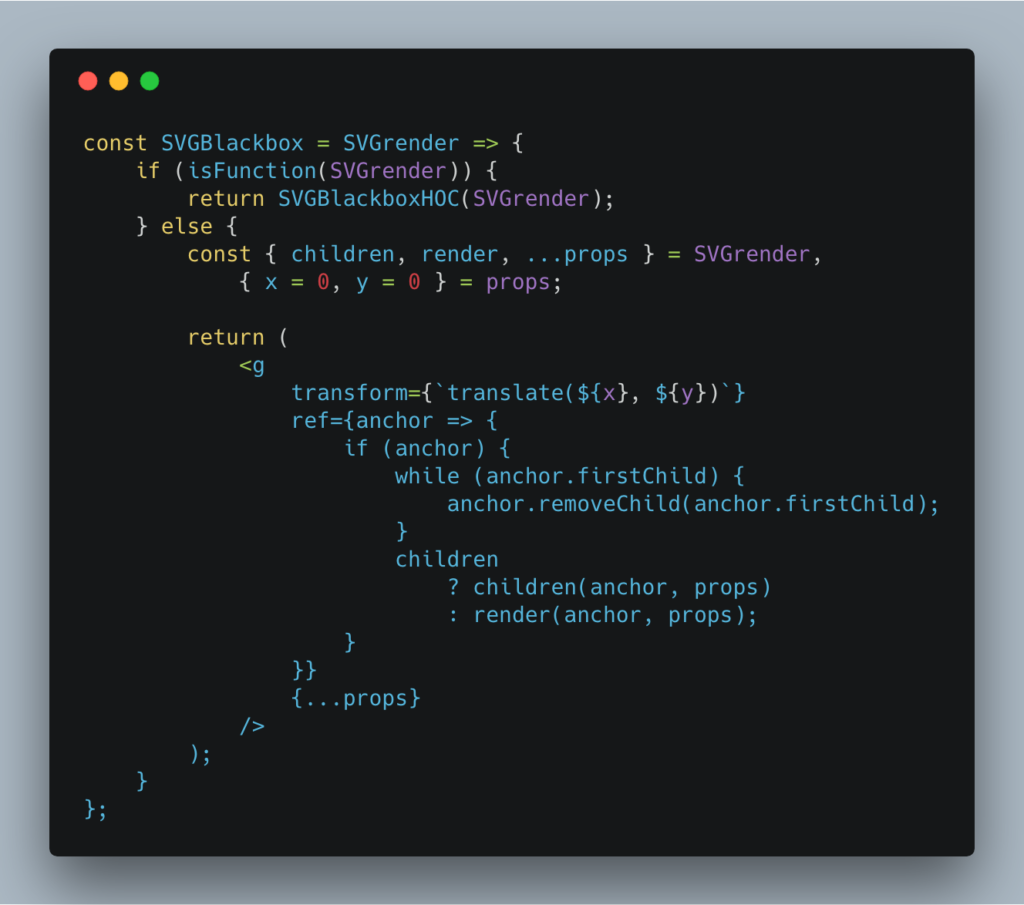 const SVGBlackbox = SVGrender => {
    if (isFunction(SVGrender)) {
        return SVGBlackboxHOC(SVGrender);
    } else {
        const { children, render, ...props } = SVGrender,
            { x = 0, y = 0 } = props;

        return (
            <g
                transform={`translate(${x}, ${y})`}
                ref={anchor => {
                    if (anchor) {
                        while (anchor.firstChild) {
                            anchor.removeChild(anchor.firstChild);
                        }
                        children
                            ? children(anchor, props)
                            : render(anchor, props);
                    }
                }}
                {...props}
            />
        );
    }
};